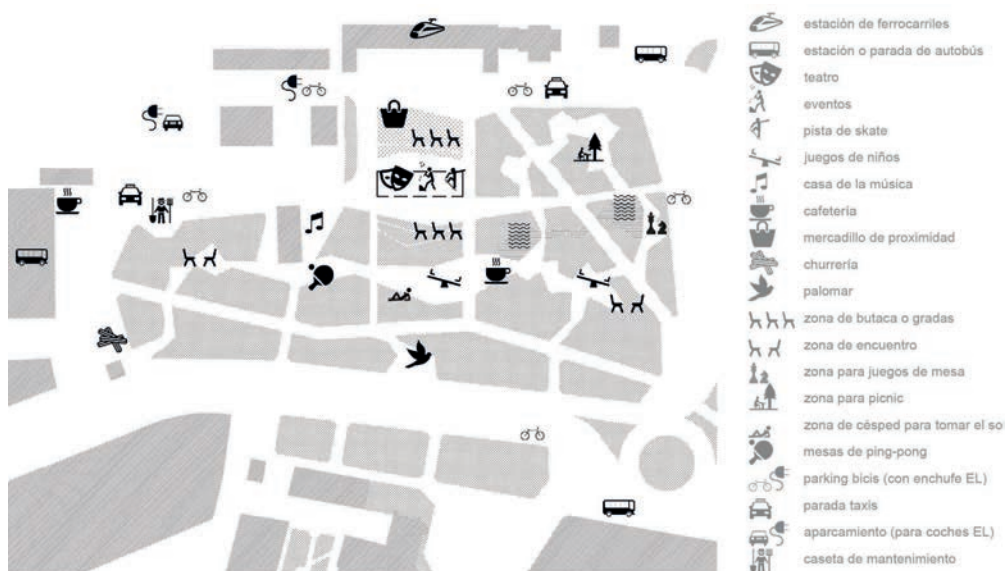 estación de ferrocarriles
estación o parada de autobús
teatro
eventos
pista de skate
juegos de niños
casa de la música
cafetería
mercadillo de proximidad
churrería
palomar
zona de butaca o gradas
zona de encuentro
zona para juegos de mesa
zona para picnic
zona de césped para tomar el so
mesas de ping-pong
parking bicis (con enchufe EL)
parada taxis
aparcamiento (para coches EL)
caseta de mantenimiento